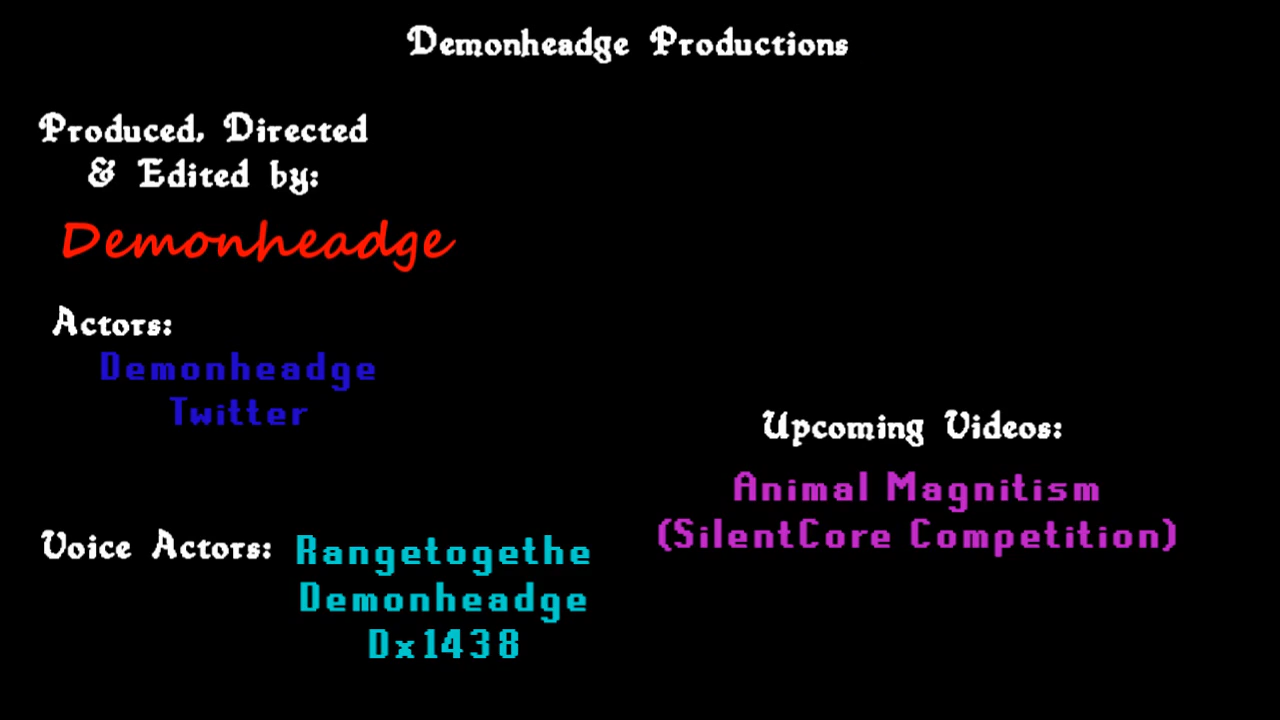 Demonheadge Productions
Produced, Directed
& Edited by:
Demonheadge
Actors:
Demonheadge
Twitter
Voice Actors:
Rangetogethe
Demonheadge
Dx1438
Upcoming Videos:
Animal Magnitism
(SilentCore Competition)